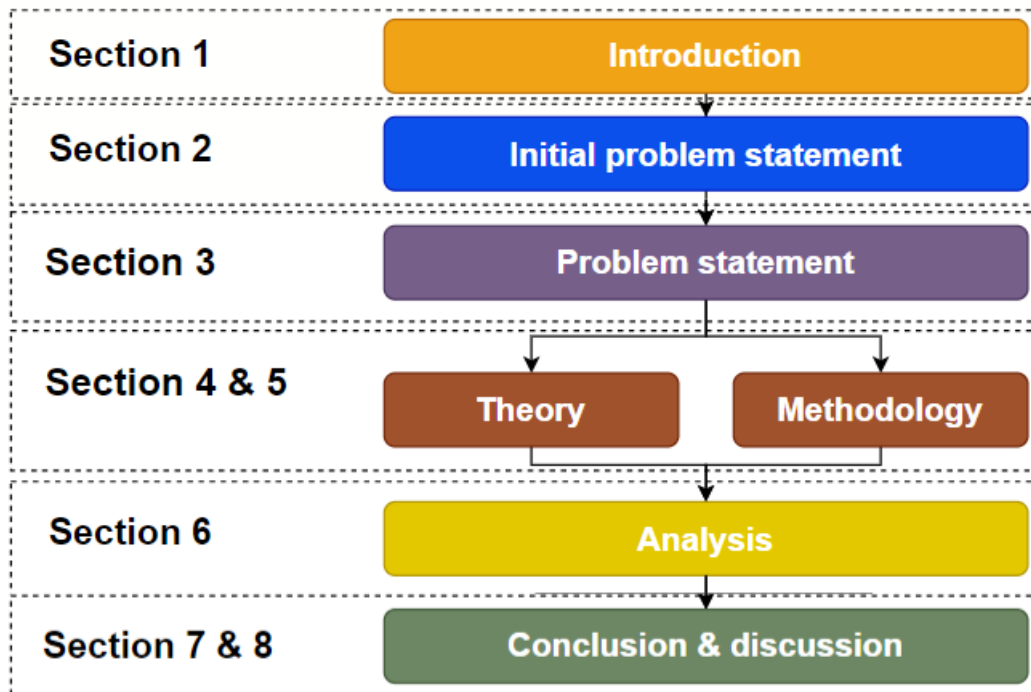 Section 1
Introduction
Section 2
Initial problem statement
Section 3
Problem statement
Section 4 & 5
Theory
Methodology
Section 6
Analysis
Section 7 & 8
Conclusion & discussion